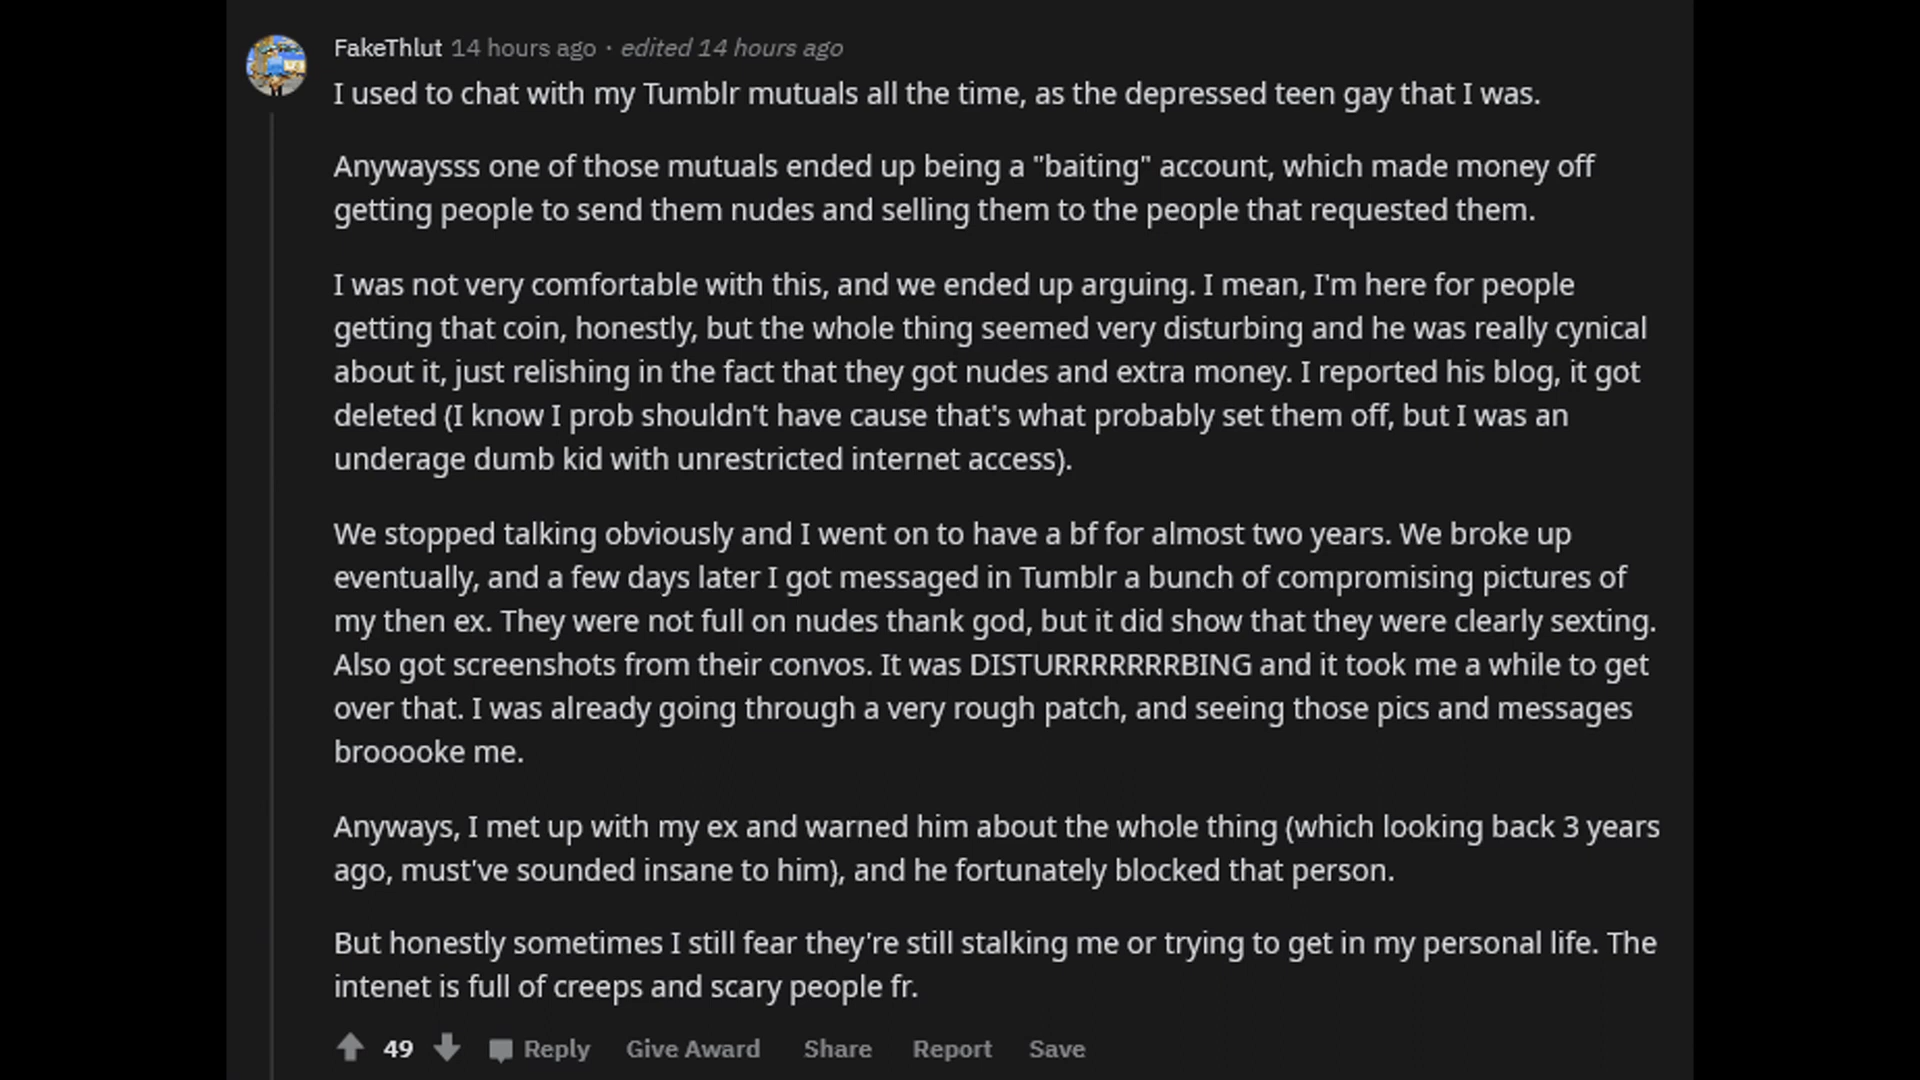 FakeThlut 14 hours ago · edited 14 hours ago
I used to chat with my Tumblr mutuals all the time, as the depressed teen gay that I was.
Anywaysss one of those mutuals ended up being a "baiting" account, which made money off
getting people to send them nudes and selling them to the people that requested them.
I was not very comfortable with this, and we ended up arguing. I mean, I'm here for people
getting that coin, honestly, but the whole thing seemed very disturbing and he was really cynical
about it, just relishing in the fact that they got nudes and extra money. I reported his blog, it got
deleted (I know I prob shouldn't have cause that's what probably set them off, but I was an
underage dumb kid with unrestricted internet access).
We stopped talking obviously and I went on to have a bf for almost two years. We broke up
eventually, and a few days later I got messaged in Tumblr a bunch of compromising pictures of
my then ex. They were not full on nudes thank god, but it did show that they were clearly sexting.
Also got screenshots from their convos. It was DISTURRRRRRRBING and it took me a while to get
over that. I was already going through a very rough patch, and seeing those pics and messages
brooooke me.
Anyways, I met up with my ex and warned him about the whole thing (which looking back 3 years
ago, must've sounded insane to him), and he fortunately blocked that person.
But honestly sometimes I still fear they're still stalking me or trying to get in my personal life. The
intenet is full of creeps and scary people fr.
49 Reply Give Award Share Report Save